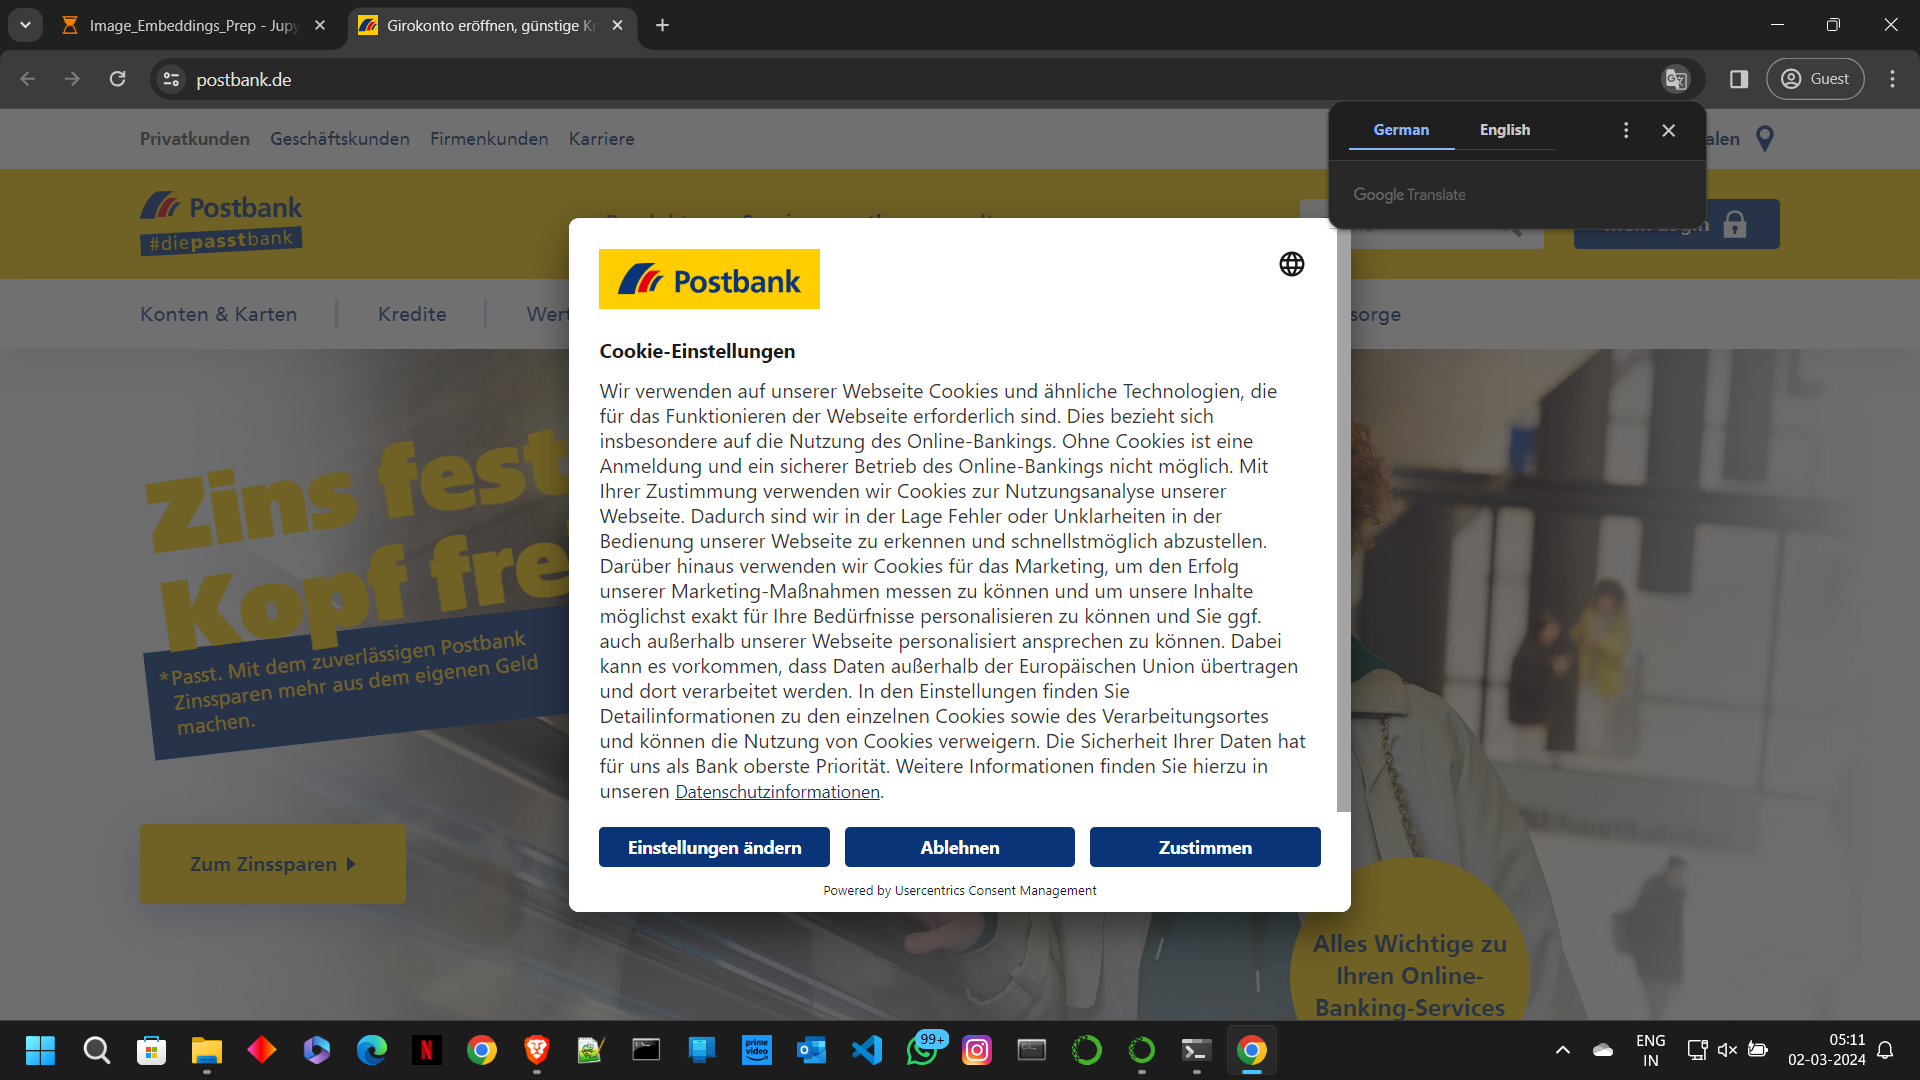 Image_Embeddings_Prep - Jupy
Girokonto eröffnen, günstige Kr
postbank.de
Guest
Privatkunden
Geschäftskunden
Firmenkunden
Karriere
German
English
Google Translate
Postbank
#diepasstbank
Konten & Karten
Kredite
Zins fest
Kopf frei
*Passt. Mit dem zuverlässigen Postbank
Zinssparen mehr aus dem eigenen Geld
machen.
Zum Zinssparen
Postbank
Cookie-Einstellungen
Wir verwenden auf unserer Webseite Cookies und ähnliche Technologien, die
für das Funktionieren der Webseite erforderlich sind. Dies bezieht sich
insbesondere auf die Nutzung des Online-Bankings. Ohne Cookies ist eine
Anmeldung und ein sicherer Betrieb des Online-Bankings nicht möglich. Mit
Ihrer Zustimmung verwenden wir Cookies zur Nutzungsanalyse unserer
Webseite. Dadurch sind wir in der Lage Fehler oder Unklarheiten in der
Bedienung unserer Webseite zu erkennen und schnellstmöglich abzustellen.
Darüber hinaus verwenden wir Cookies für das Marketing, um den Erfolg
unserer Marketing-Maßnahmen messen zu können und um unsere Inhalte
möglichst exakt für Ihre Bedürfnisse personalisieren zu können und Sie ggf.
auch außerhalb unserer Webseite personalisiert ansprechen zu können. Dabei
kann es vorkommen, dass Daten außerhalb der Europäischen Union übertragen
und dort verarbeitet werden. In den Einstellungen finden Sie
Detailinformationen zu den einzelnen Cookies sowie des Verarbeitungsortes
und können die Nutzung von Cookies verweigern. Die Sicherheit Ihrer Daten hat
für uns als Bank oberste Priorität. Weitere Informationen finden Sie hierzu in
unseren Datenschutzinformationen.
Einstellungen ändern
Ablehnen
Zustimmen
Powered by Usercentrics Consent Management
Alles Wichtige zu
Ihren Online-
Banking-Services
prime video
99+
ENG
IN
05:11
02-03-2024